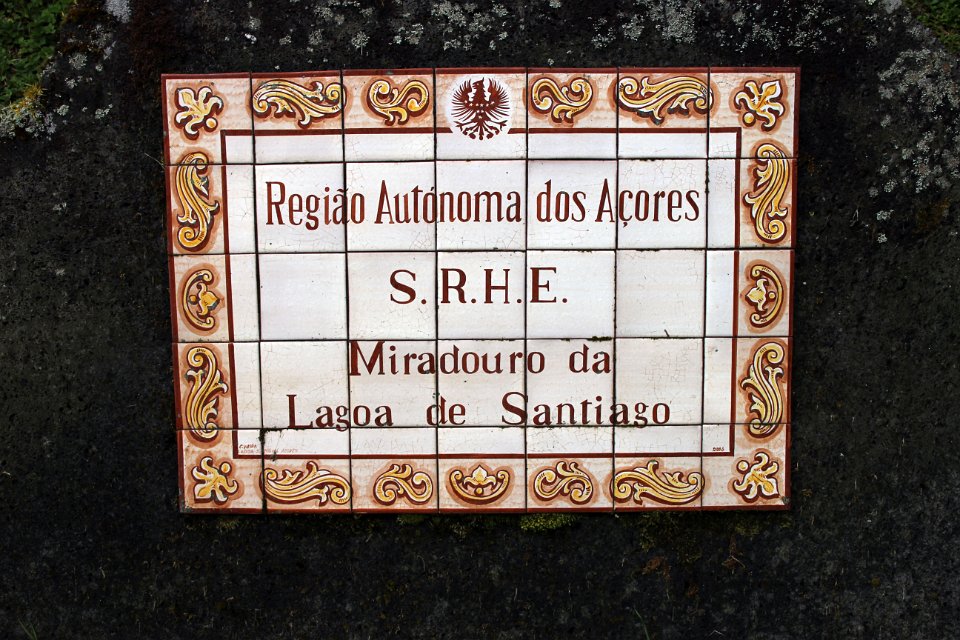 Região Autónoma dos Açores
S.R.H.E.
Miradouro da
Lagoa de Santiago